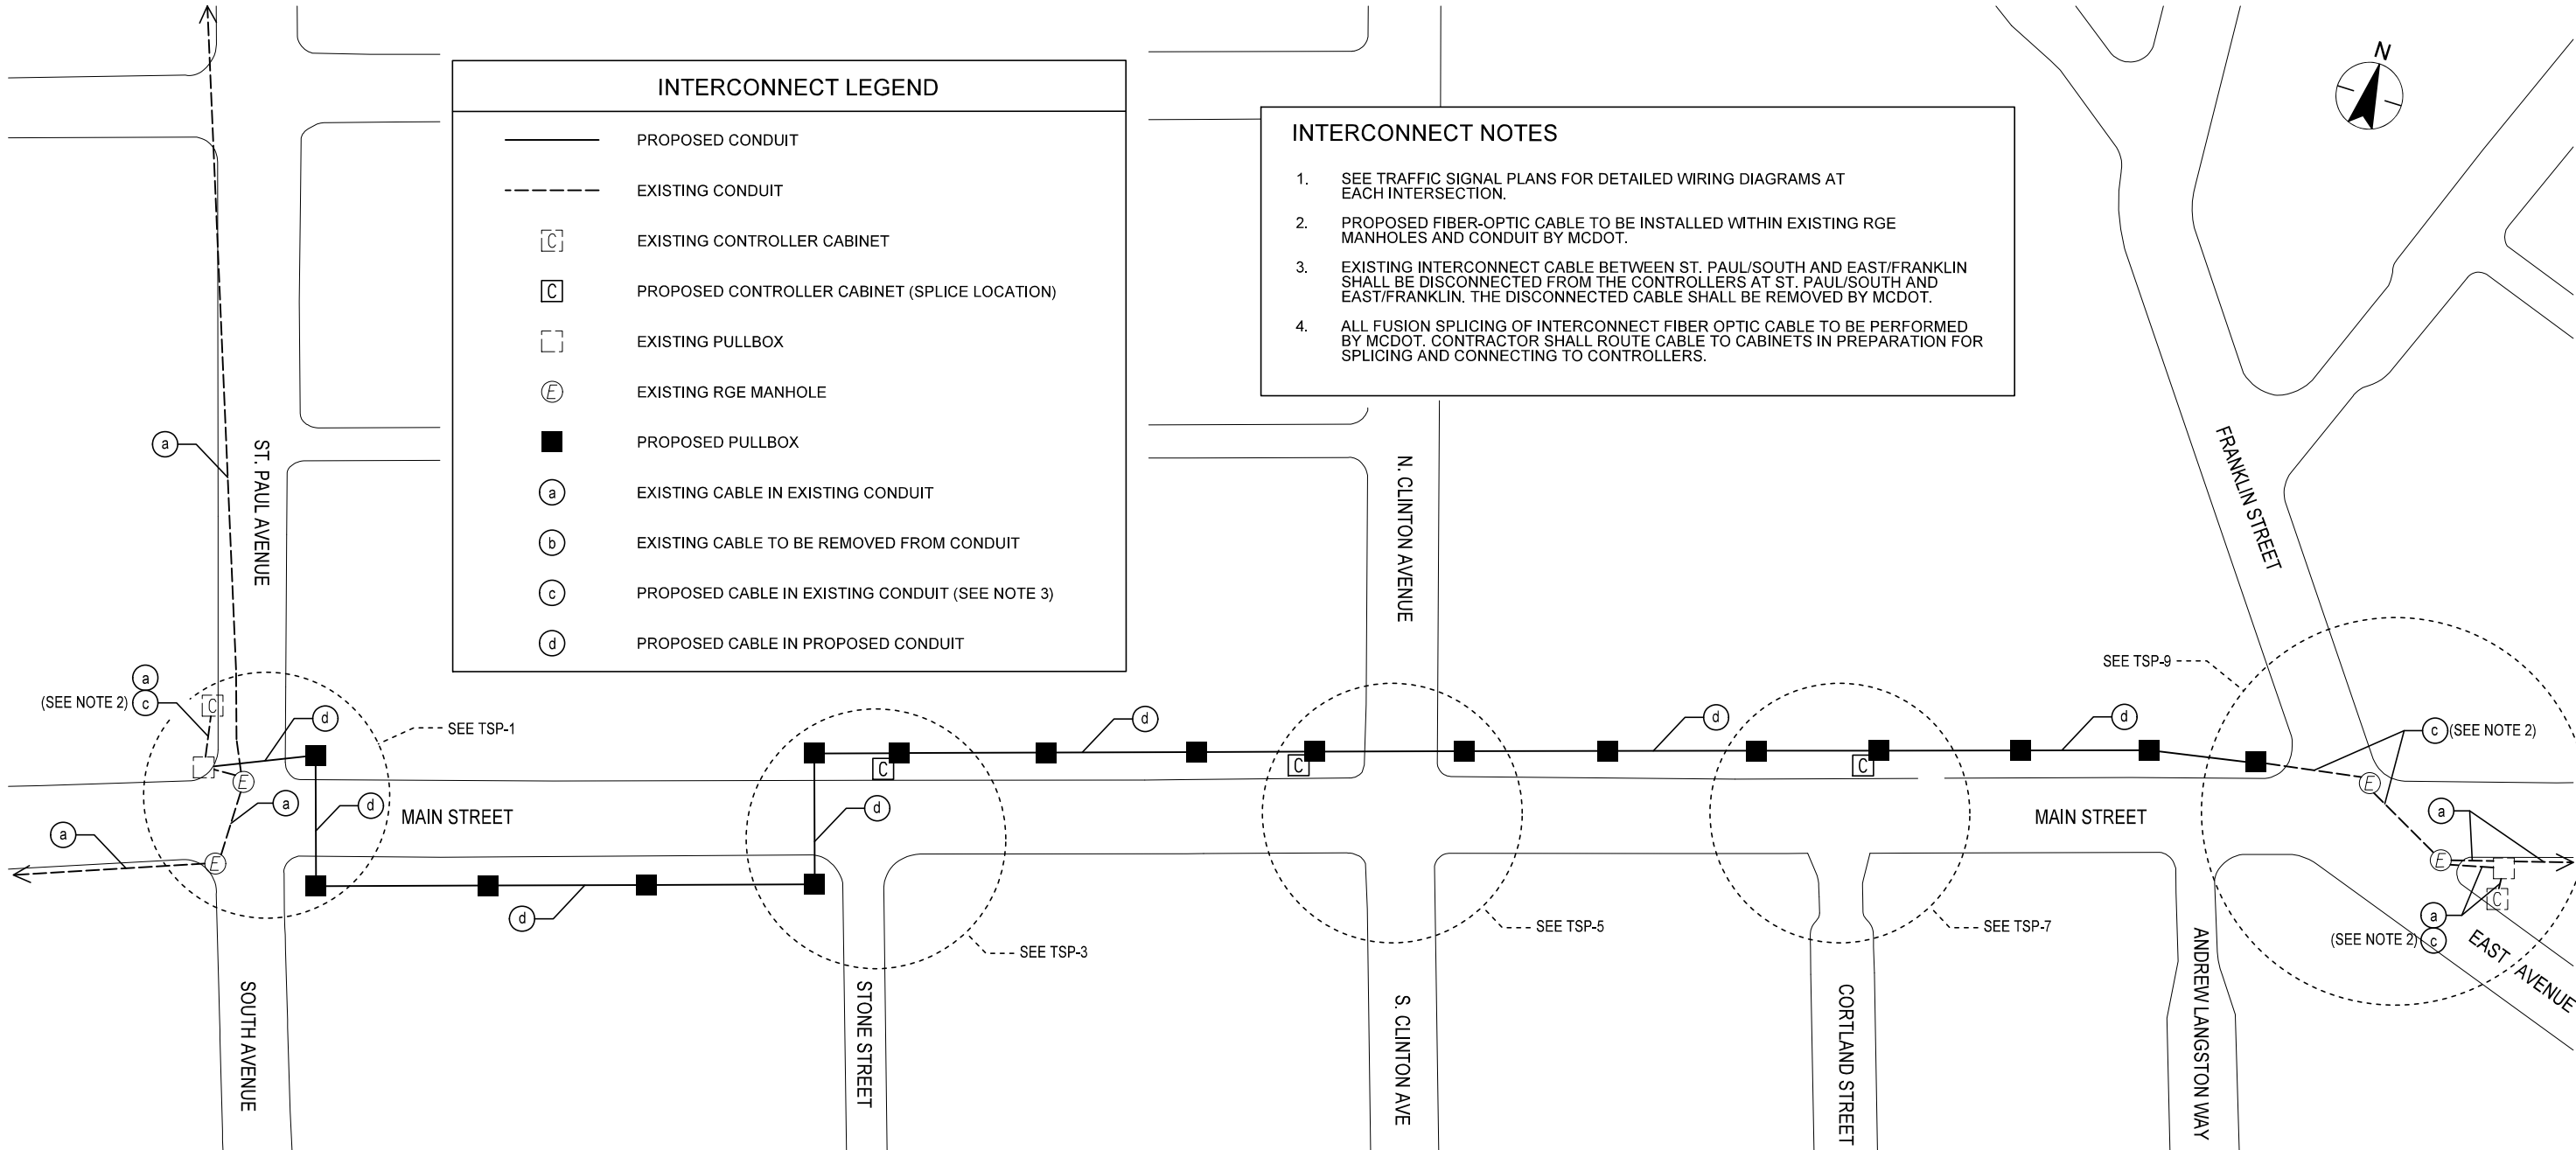 N
INTERCONNECT LEGEND
PROPOSED CONDUIT
EXISTING CONDUIT
C
EXISTING CONTROLLER CABINET
C
PROPOSED CONTROLLER CABINET (SPLICE LOCATION)
EXISTING PULLBOX
E
EXISTING RGE MANHOLE
PROPOSED PULLBOX
a
EXISTING CABLE IN EXISTING CONDUIT
b
EXISTING CABLE TO BE REMOVED FROM CONDUIT
c
PROPOSED CABLE IN EXISTING CONDUIT (SEE NOTE 3)
d
PROPOSED CABLE IN PROPOSED CONDUIT
INTERCONNECT NOTES
1. SEE TRAFFIC SIGNAL PLANS FOR DETAILED WIRING DIAGRAMS AT
EACH INTERSECTION.
2. PROPOSED FIBER-OPTIC CABLE TO BE INSTALLED WITHIN EXISTING RGE
MANHOLES AND CONDUIT BY MCDOT.
3. EXISTING INTERCONNECT CABLE BETWEEN ST. PAUL/SOUTH AND EAST/FRANKLIN
SHALL BE DISCONNECTED FROM THE CONTROLLERS AT ST. PAUL/SOUTH AND
EAST/FRANKLIN. THE DISCONNECTED CABLE SHALL BE REMOVED BY MCDOT.
4. ALL FUSION SPLICING OF INTERCONNECT FIBER OPTIC CABLE TO BE PERFORMED
BY MCDOT. CONTRACTOR SHALL ROUTE CABLE TO CABINETS IN PREPARATION FOR
SPLICING AND CONNECTING TO CONTROLLERS.
a
ST. PAUL AVENUE
N. CLINTON AVENUE
FRANKLIN STREET
a
(SEE NOTE 2) c
C
d
SEE TSP-1
d
d
d
SEE TSP-9
c (SEE NOTE 2)
C
C
C
E
E
a
d
MAIN STREET
d
MAIN STREET
a
a
E
E
C
d
SEE TSP-3
SEE TSP-5
SEE TSP-7
a
(SEE NOTE 2) c
EAST AVENUE
SOUTH AVENUE
STONE STREET
S. CLINTON AVE
CORTLAND STREET
ANDREW LANGSTON WAY